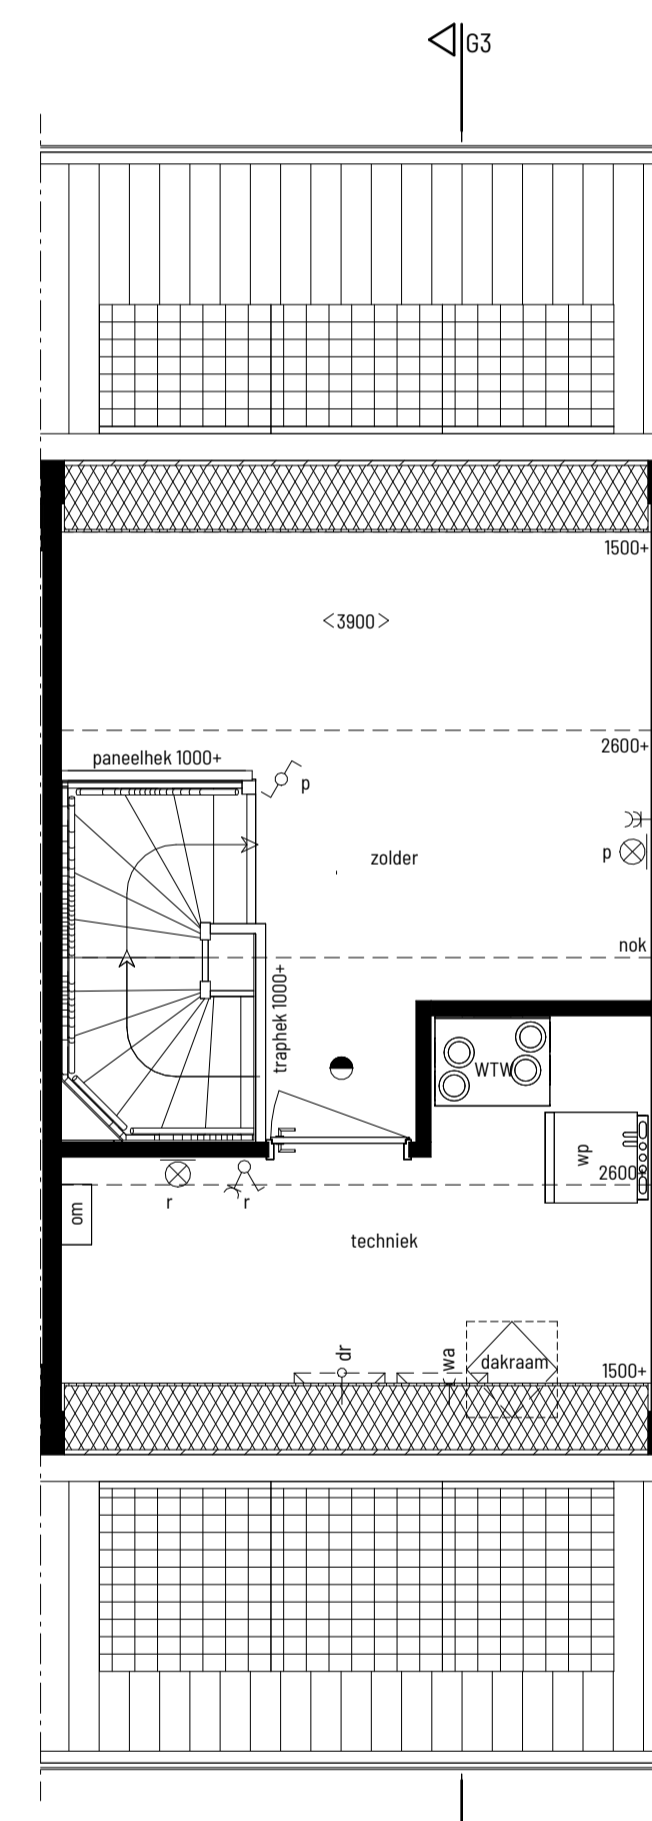 G3
1500+
<3900>
2600+
paneelhek 1000+
p
zolder
p
nok
traphek 1000+
WTW
wp
2600+
r
r
om
techniek
dr
wa
dakraam
1500+